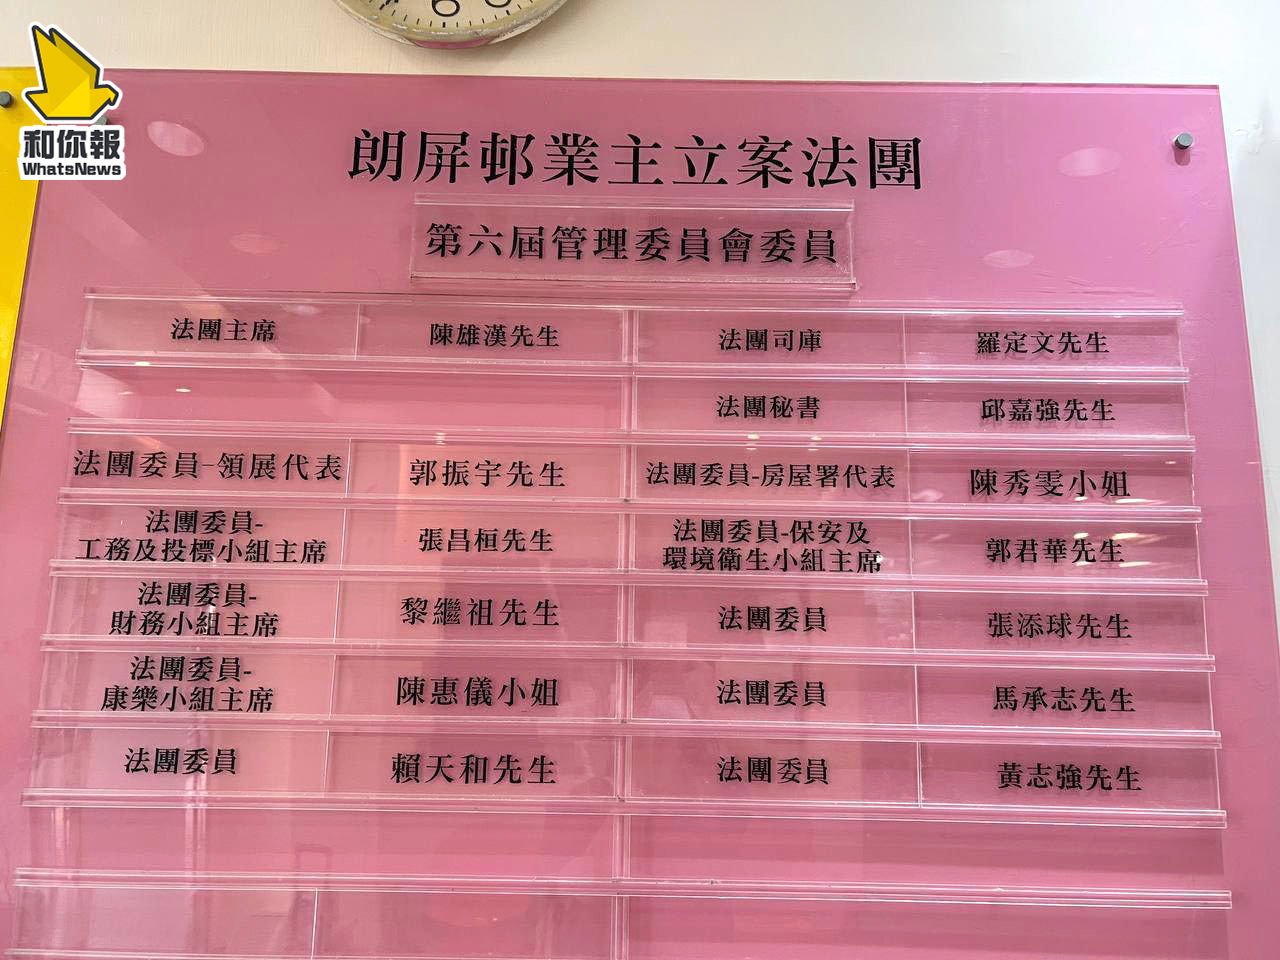 和你報
WhatsNews
朗屏邨業主立案法團
第六屆管理委員會委員
法團主席 陳雄漢先生 法團司庫 羅定文先生
法團秘書 邱嘉強先生
法團委員-領展代表 郭振宇先生 法團委員-房屋署代表 陳秀雯小姐
法團委員-
工務及投標小組主席 張昌桓先生 法團委員-保安及
環境衛生小組主席 郭君華先生
法團委員-
財務小組主席 黎繼祖先生 法團委員 張添球先生
法團委員-
康樂小組主席 陳惠儀小姐 法團委員 馬承志先生
法團委員 賴天和先生 法團委員 黃志強先生